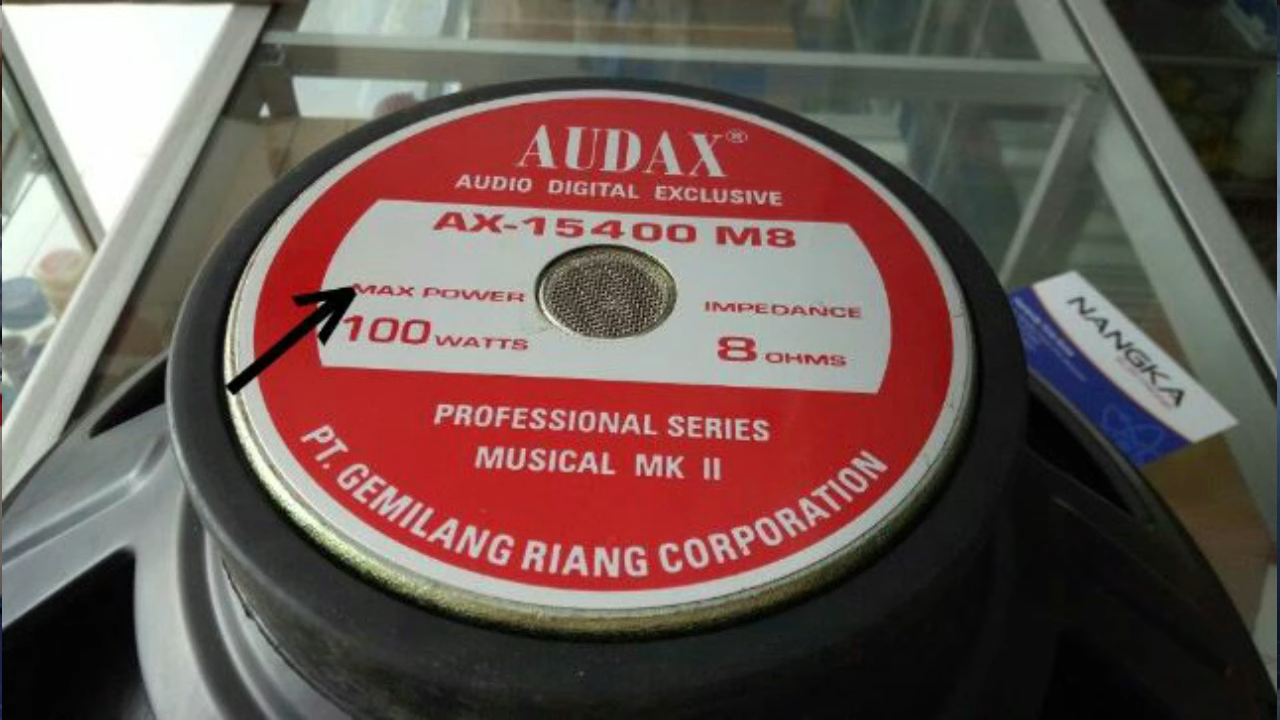 AUDAX®
AUDIO DIGITAL EXCLUSIVE
AX-15400 M8
MAX POWER
100 WATTS
IMPEDANCE
8 OHMS
PROFESSIONAL SERIES
MUSICAL MK II
PT. GEMILANG RIANG CORPORATION
NANGKA